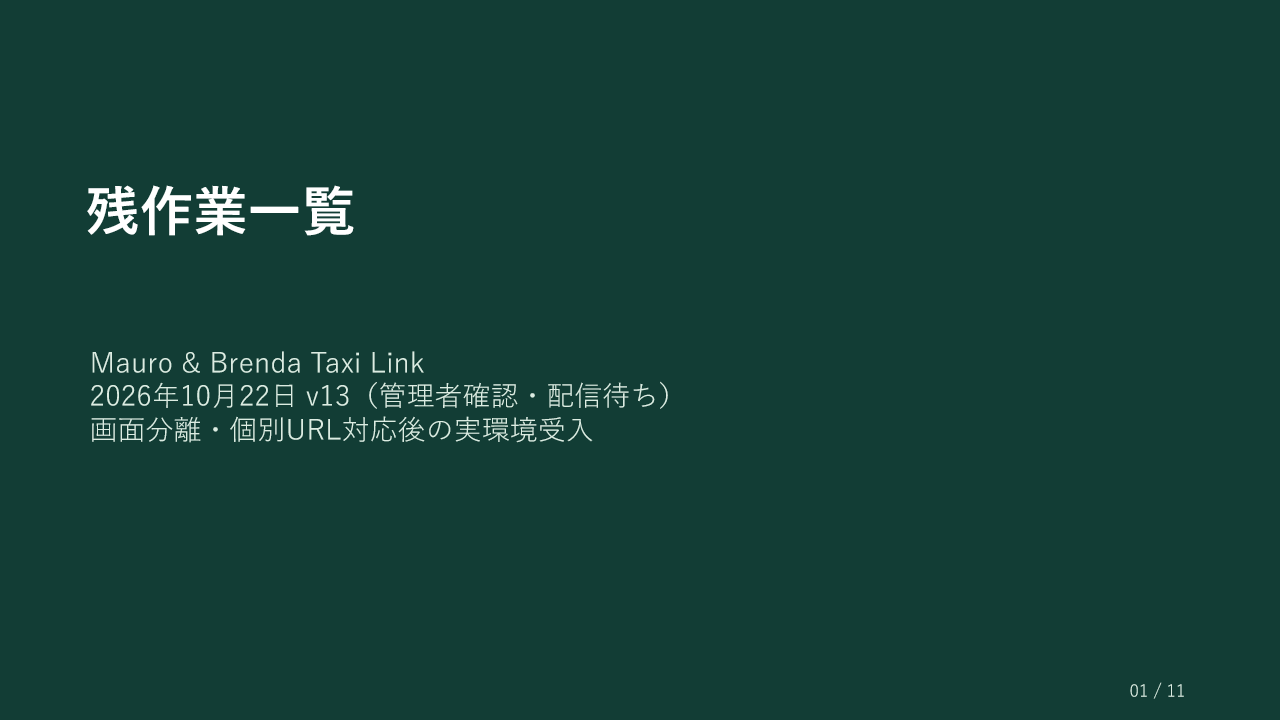 残作業一覧
Mauro & Brenda Taxi Link
2026年10月22日 v13（管理者確認・配信待ち）
画面分離・個別URL対応後の実環境受入
01 / 11